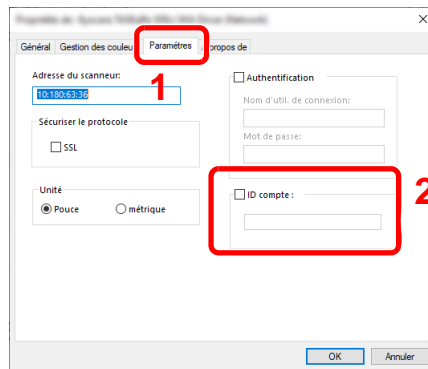 Général Gestion des couleu Paramètres propos de
1
Adresse du scanneur:
10:180:63:36
Sécuriser le protocole
SSL
Unité
Pouce métrique
Authentification
Nom d'util. de connexion:
Mot de passe:
ID compte :
2
OK Annuler